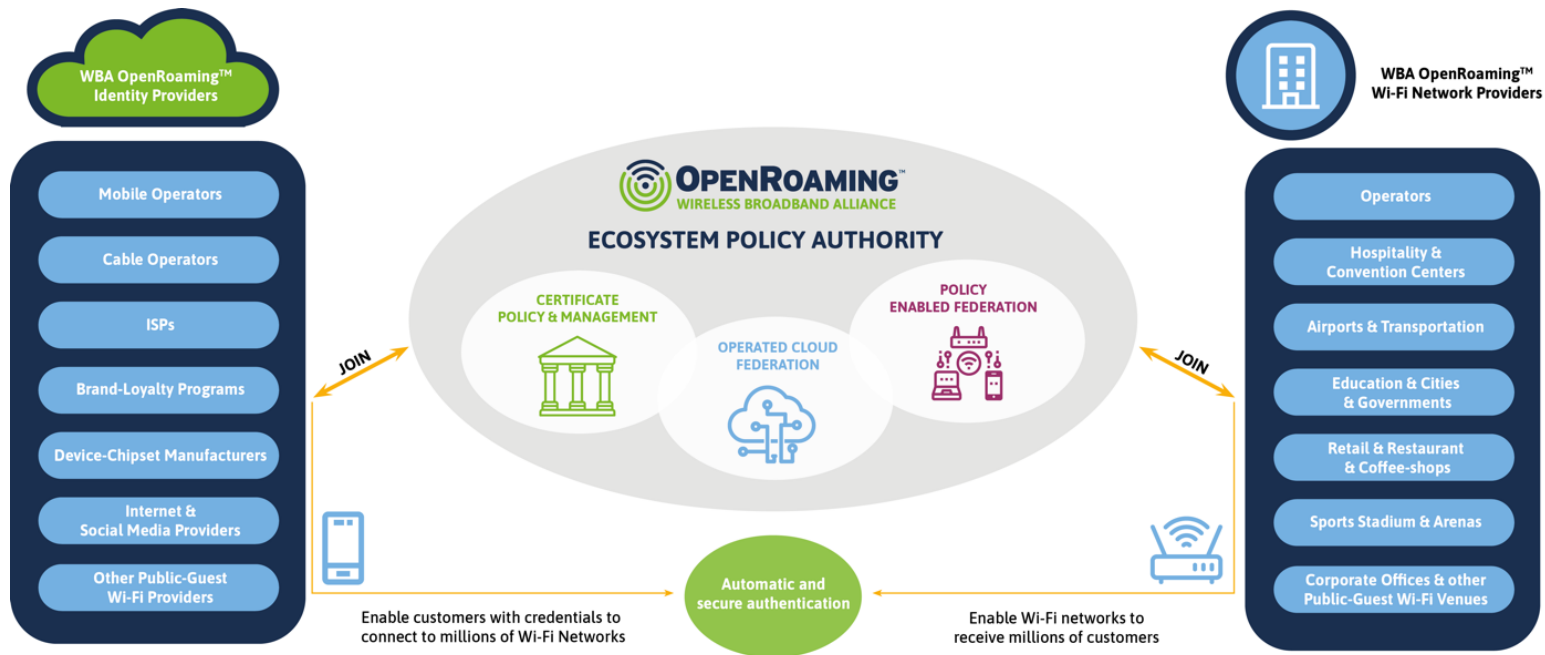 WBA OpenRoaming™
Identity Providers
Mobile Operators
Cable Operators
ISPs
Brand-Loyalty Programs
Device-Chipset Manufacturers
Internet &
Social Media Providers
Other Public-Guest
Wi-Fi Providers
JOIN
OPENROAMING™
WIRELESS BROADBAND ALLIANCE
ECOSYSTEM POLICY AUTHORITY
CERTIFICATE
POLICY & MANAGEMENT
OPERATED CLOUD
FEDERATION
POLICY
ENABLED FEDERATION
JOIN
Enable customers with credentials to
connect to millions of Wi-Fi Networks
Automatic and
secure authentication
Enable Wi-Fi networks to
receive millions of customers
WBA OpenRoaming™
Wi-Fi Network Providers
Operators
Hospitality &
Convention Centers
Airports & Transportation
Education & Cities
& Governments
Retail & Restaurant
& Coffee-shops
Sports Stadium & Arenas
Corporate Offices & other
Public-Guest Wi-Fi Venues